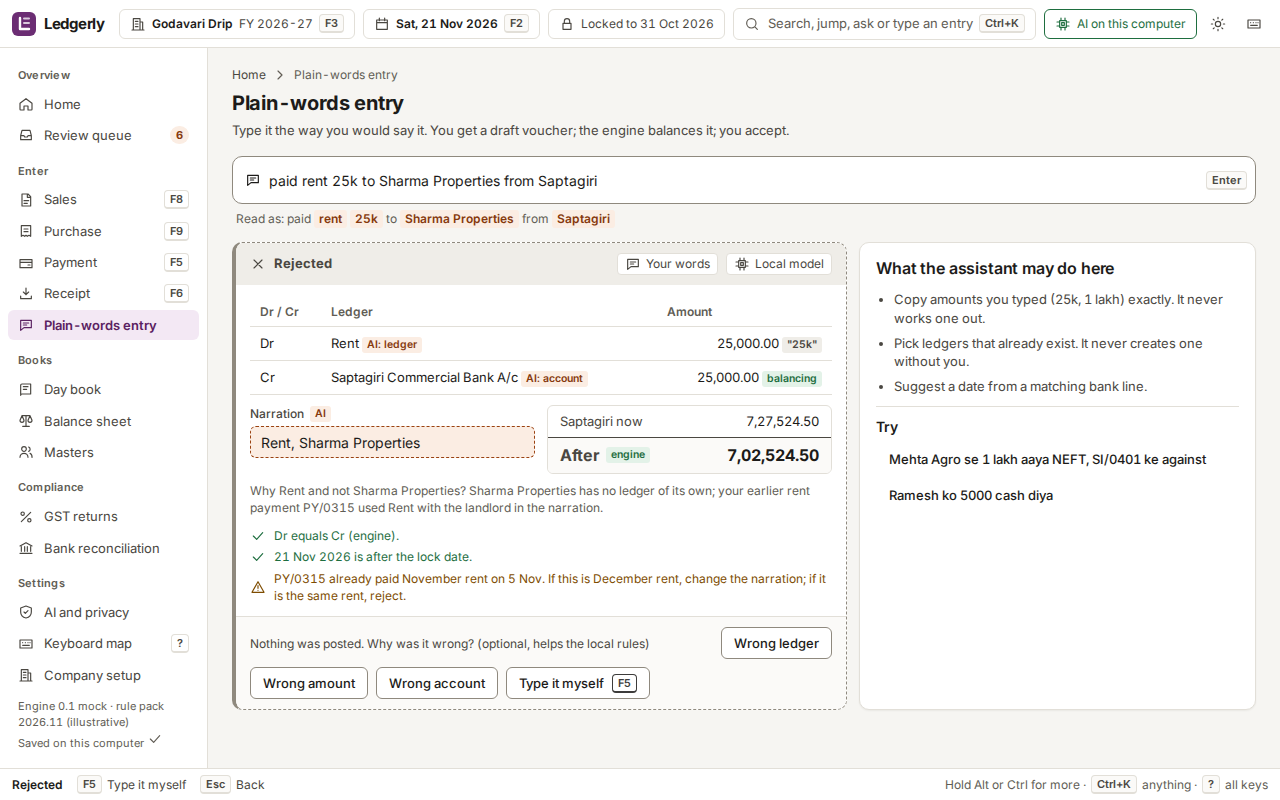 Ledgerly
Godavari Drip FY 2026-27 F3
Sat, 21 Nov 2026 F2
Locked to 31 Oct 2026
Search, jump, ask or type an entry Ctrl+K
AI on this computer
Overview
Home
Review queue 6
Enter
Sales F8
Purchase F9
Payment F5
Receipt F6
Plain-words entry
Books
Day book
Balance sheet
Masters
Compliance
GST returns
Bank reconciliation
Settings
AI and privacy
Keyboard map ?
Company setup
Engine 0.1 mock · rule pack
2026.11 (illustrative)
Saved on this computer
Home > Plain-words entry
Plain-words entry
Type it the way you would say it. You get a draft voucher; the engine balances it; you accept.
paid rent 25k to Sharma Properties from Saptagiri Enter
Read as: paid rent 25k to Sharma Properties from Saptagiri
Rejected Your words Local model
Dr / Cr Ledger Amount
Dr Rent AI: ledger 25,000.00 "25k"
Cr Saptagiri Commercial Bank A/c AI: account 25,000.00 balancing
Narration AI
Rent, Sharma Properties
Saptagiri now 7,27,524.50
After engine 7,02,524.50
Why Rent and not Sharma Properties? Sharma Properties has no ledger of its own; your earlier rent
payment PY/0315 used Rent with the landlord in the narration.
Dr equals Cr (engine).
21 Nov 2026 is after the lock date.
PY/0315 already paid November rent on 5 Nov. If this is December rent, change the narration; if it
is the same rent, reject.
Nothing was posted. Why was it wrong? (optional, helps the local rules) Wrong ledger
Wrong amount Wrong account Type it myself F5
What the assistant may do here
• Copy amounts you typed (25k, 1 lakh) exactly. It never
works one out.
• Pick ledgers that already exist. It never creates one
without you.
• Suggest a date from a matching bank line.
Try
Mehta Agro se 1 lakh aaya NEFT, SI/0401 ke against
Ramesh ko 5000 cash diya
Rejected F5 Type it myself Esc Back
Hold Alt or Ctrl for more · Ctrl+K anything · ? all keys